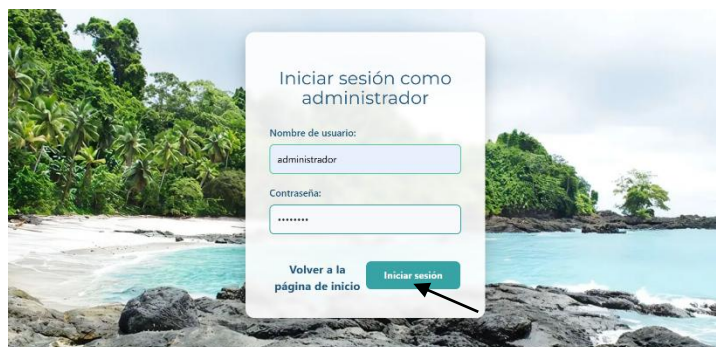 Iniciar sesión como
administrador
Nombre de usuario:
administrador
Contraseña:
••••••••
Volver a la
página de inicio
Iniciar sesión